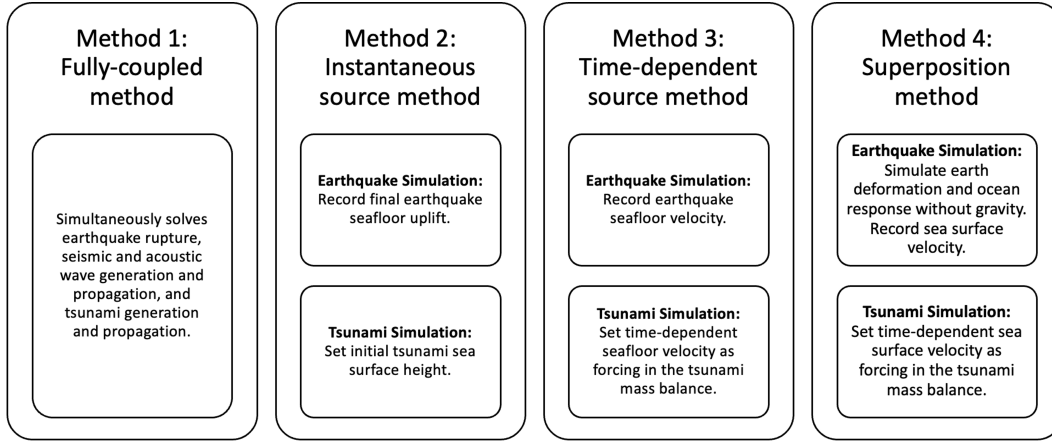 Method 1:
Fully-coupled
method
Simultaneously solves
earthquake rupture,
seismic and acoustic
wave generation and
propagation, and
tsunami generation
and propagation.
Method 2:
Instantaneous
source method
Earthquake Simulation:
Record final earthquake
seafloor uplift.
Tsunami Simulation:
Set initial tsunami sea
surface height.
Method 3:
Time-dependent
source method
Earthquake Simulation:
Record earthquake
seafloor velocity.
Tsunami Simulation:
Set time-dependent
seafloor velocity as
forcing in the tsunami
mass balance.
Method 4:
Superposition
method
Earthquake Simulation:
Simulate earth
deformation and ocean
response without gravity.
Record sea surface
velocity.
Tsunami Simulation:
Set time-dependent sea
surface velocity as
forcing in the tsunami
mass balance.